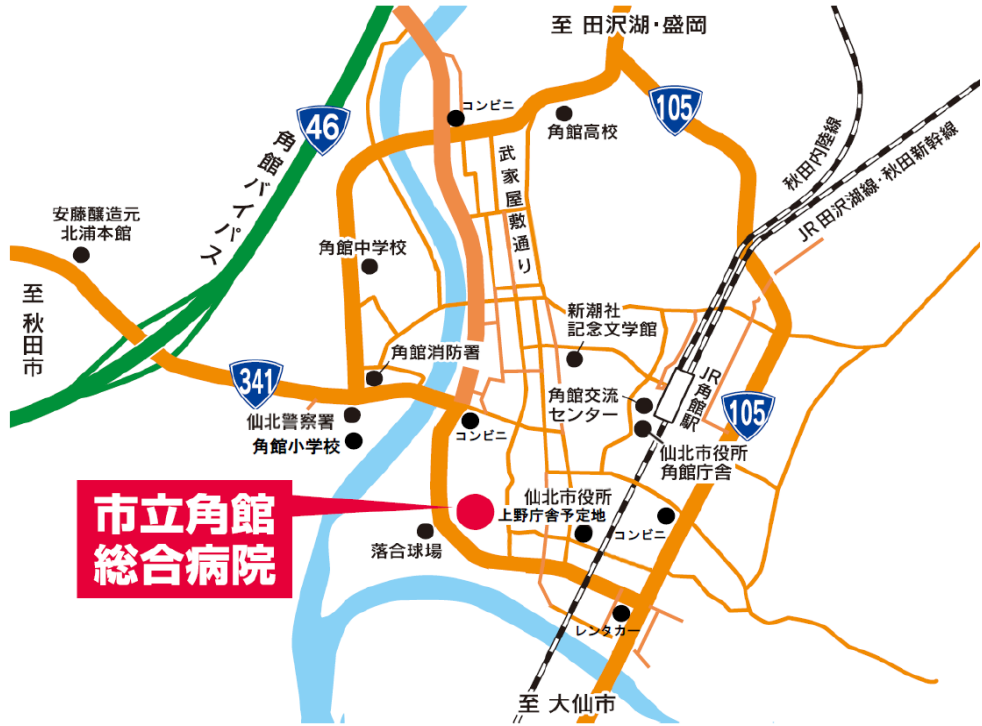 至 田沢湖・盛岡
コンビニ
角館高校
105
46
角館バイパス
武家屋敷通り
秋田内陸線
JR 田沢湖線・秋田新幹線
安藤醸造元
北浦本館
角館中学校
至 秋田市
新潮社
記念文学館
角館消防署
341
角館交流
センター
JR角館駅
105
仙北警察署
角館小学校
コンビニ
仙北市役所
角館庁舎
市立角館
総合病院
仙北市役所
上野庁舎予定地
コンビニ
落合球場
レンタカー
至 大仙市